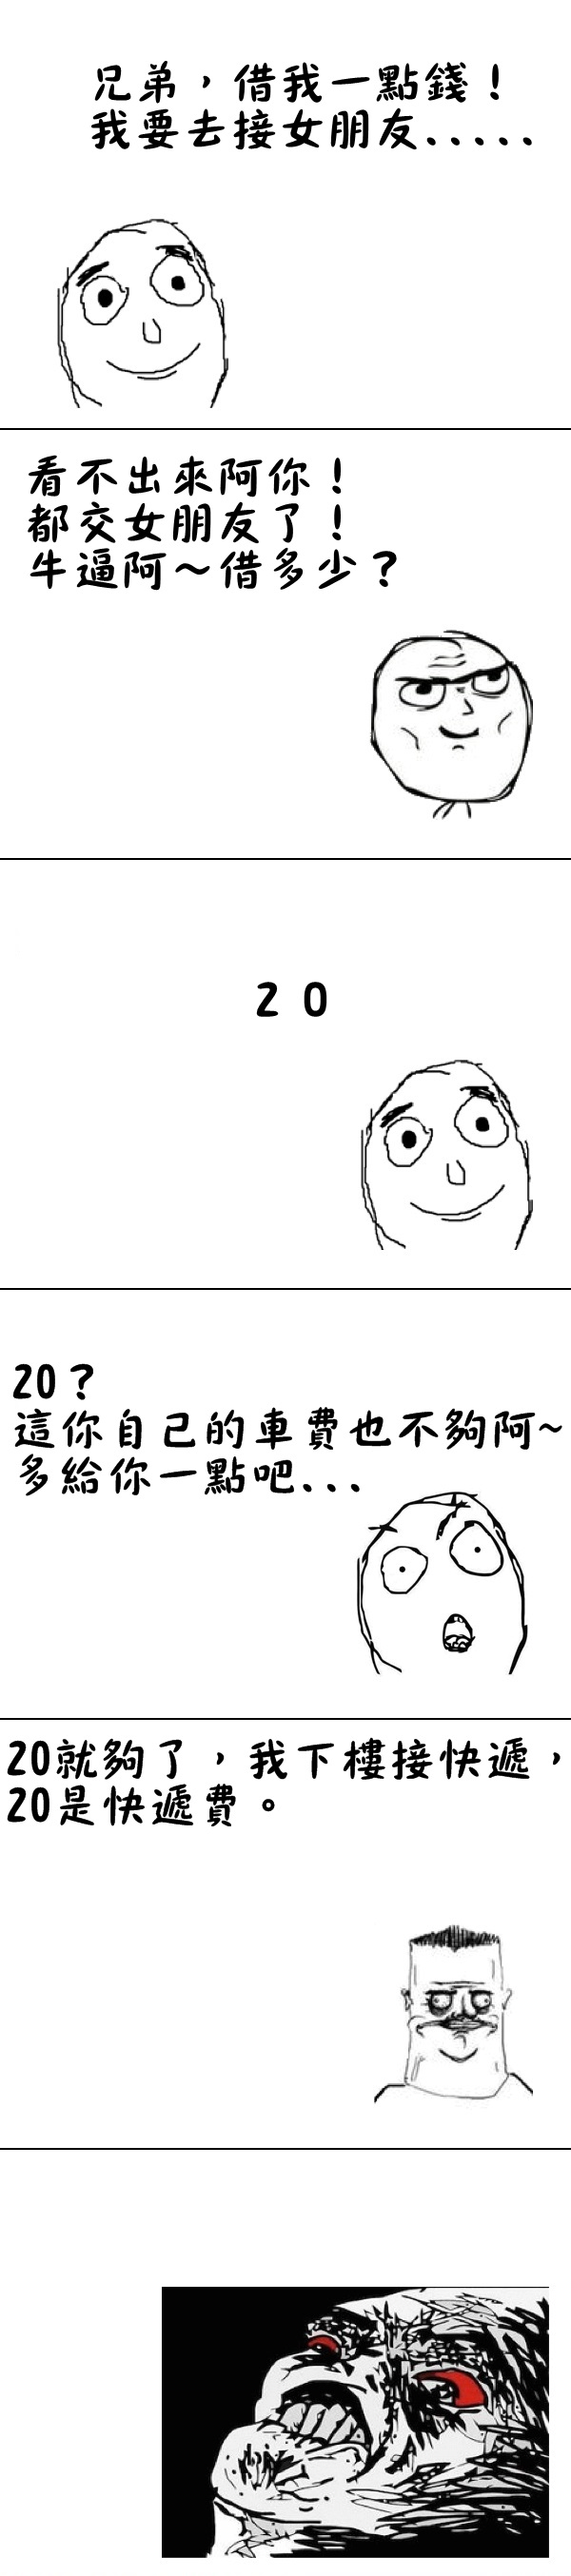 兄弟，借我一點錢！
我要去接女朋友.....
看不出來阿你！
都交女朋友了！
牛逼阿～借多少？
20
20？
這你自己的車費也不夠阿~
多給你一點吧...
20就夠了，我下樓接快遞，
20是快遞費。